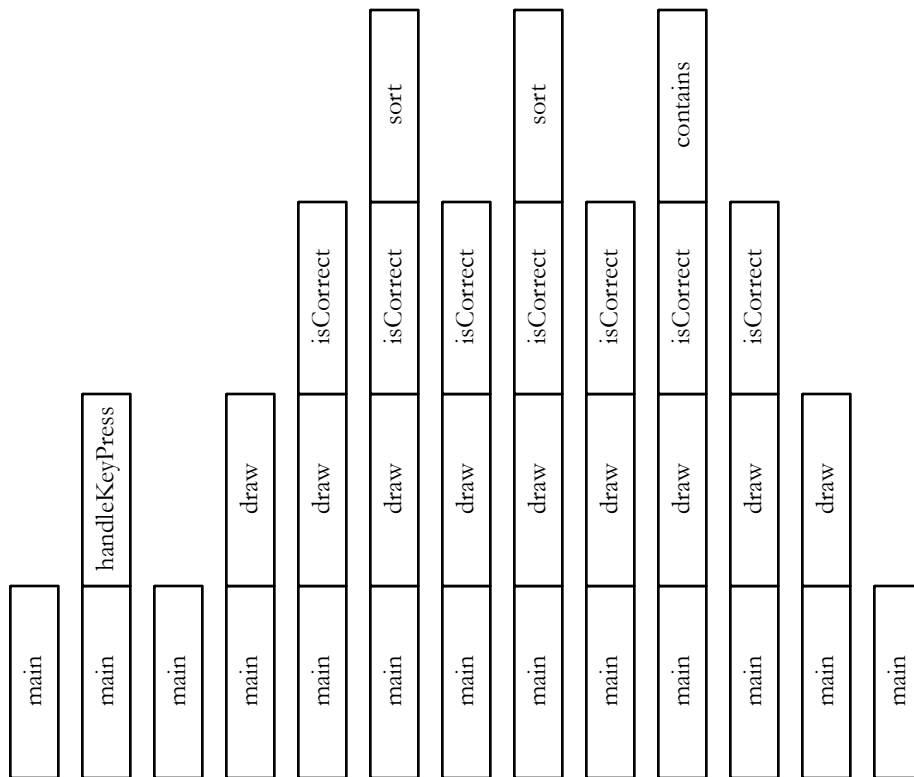 main
main handleKeyPress
main
main draw
main draw isCorrect
main draw isCorrect sort
main draw isCorrect
main draw isCorrect sort
main draw isCorrect
main draw isCorrect contains
main draw isCorrect
main draw
main